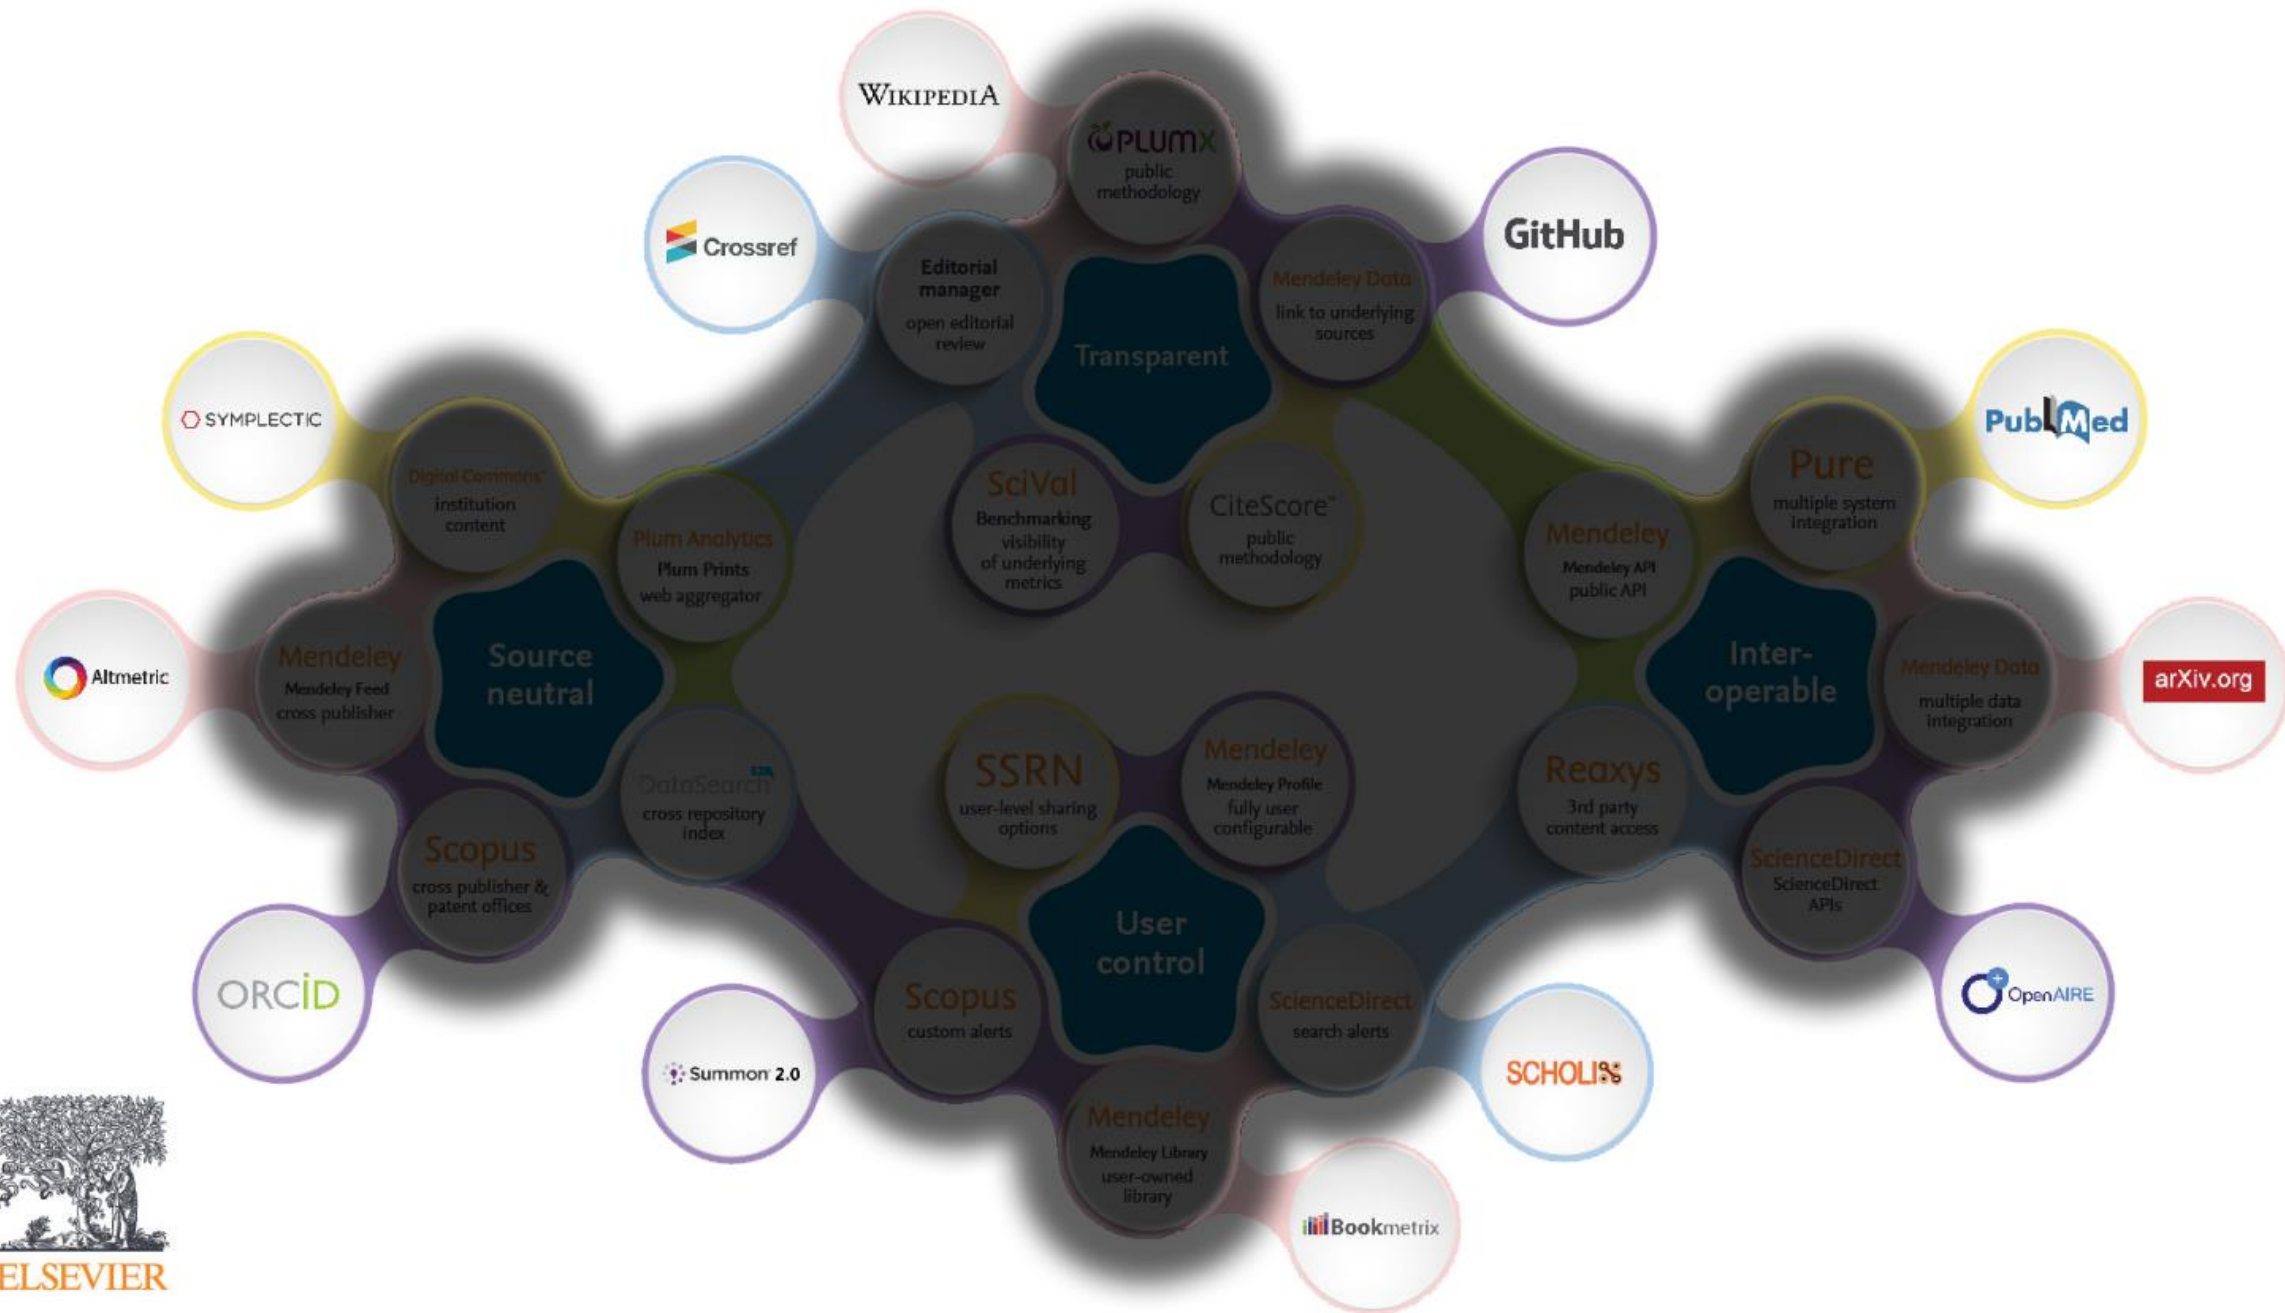 WIKIPEDIA
PLUMX
public
methodology
Crossref
Editorial
manager
open editorial
review
Transparent
Mendeley Data
link to underlying
sources
GitHub
SYMPLECTIC
Digital Commons
institution
content
Plum Analytics
Plum Prints
web aggregator
SciVal
Benchmarking
visibility
of underlying
metrics
CiteScore™
public
methodology
Mendeley
Mendeley API
public API
Pure
multiple system
integration
PubMed
Altmetric
Mendeley
Mendeley Feed
cross publisher
Source
neutral
Inter-
operable
Mendeley Data
multiple data
integration
arXiv.org
DataSearch
cross repository
index
SSRN
user-level sharing
options
Mendeley
Mendeley Profile
fully user
configurable
Reaxys
3rd party
content access
Scopus
cross publisher &
patent offices
ScienceDirect
ScienceDirect
APIs
User
control
ORCID
Summon 2.0
Scopus
custom alerts
ScienceDirect
search alerts
SCHOLIX
OpenAIRE
Mendeley
Mendeley Library
user-owned
library
Bookmetrix
ELSEVIER